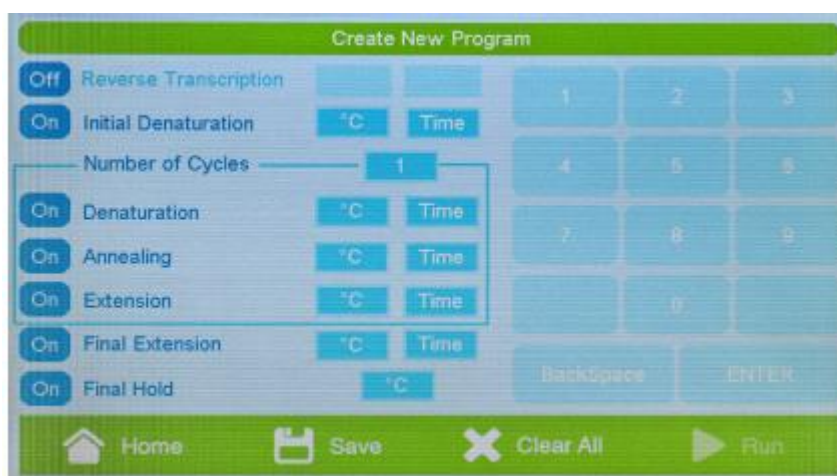 Create New Program
Off Reverse Transcription
On Initial Denaturation °C Time
Number of Cycles 1
On Denaturation °C Time
On Annealing °C Time
On Extension °C Time
On Final Extension °C Time
On Final Hold °C
1 2 3
4 5 6
7 8 9
0
BackSpace ENTER
Home Save Clear All Run